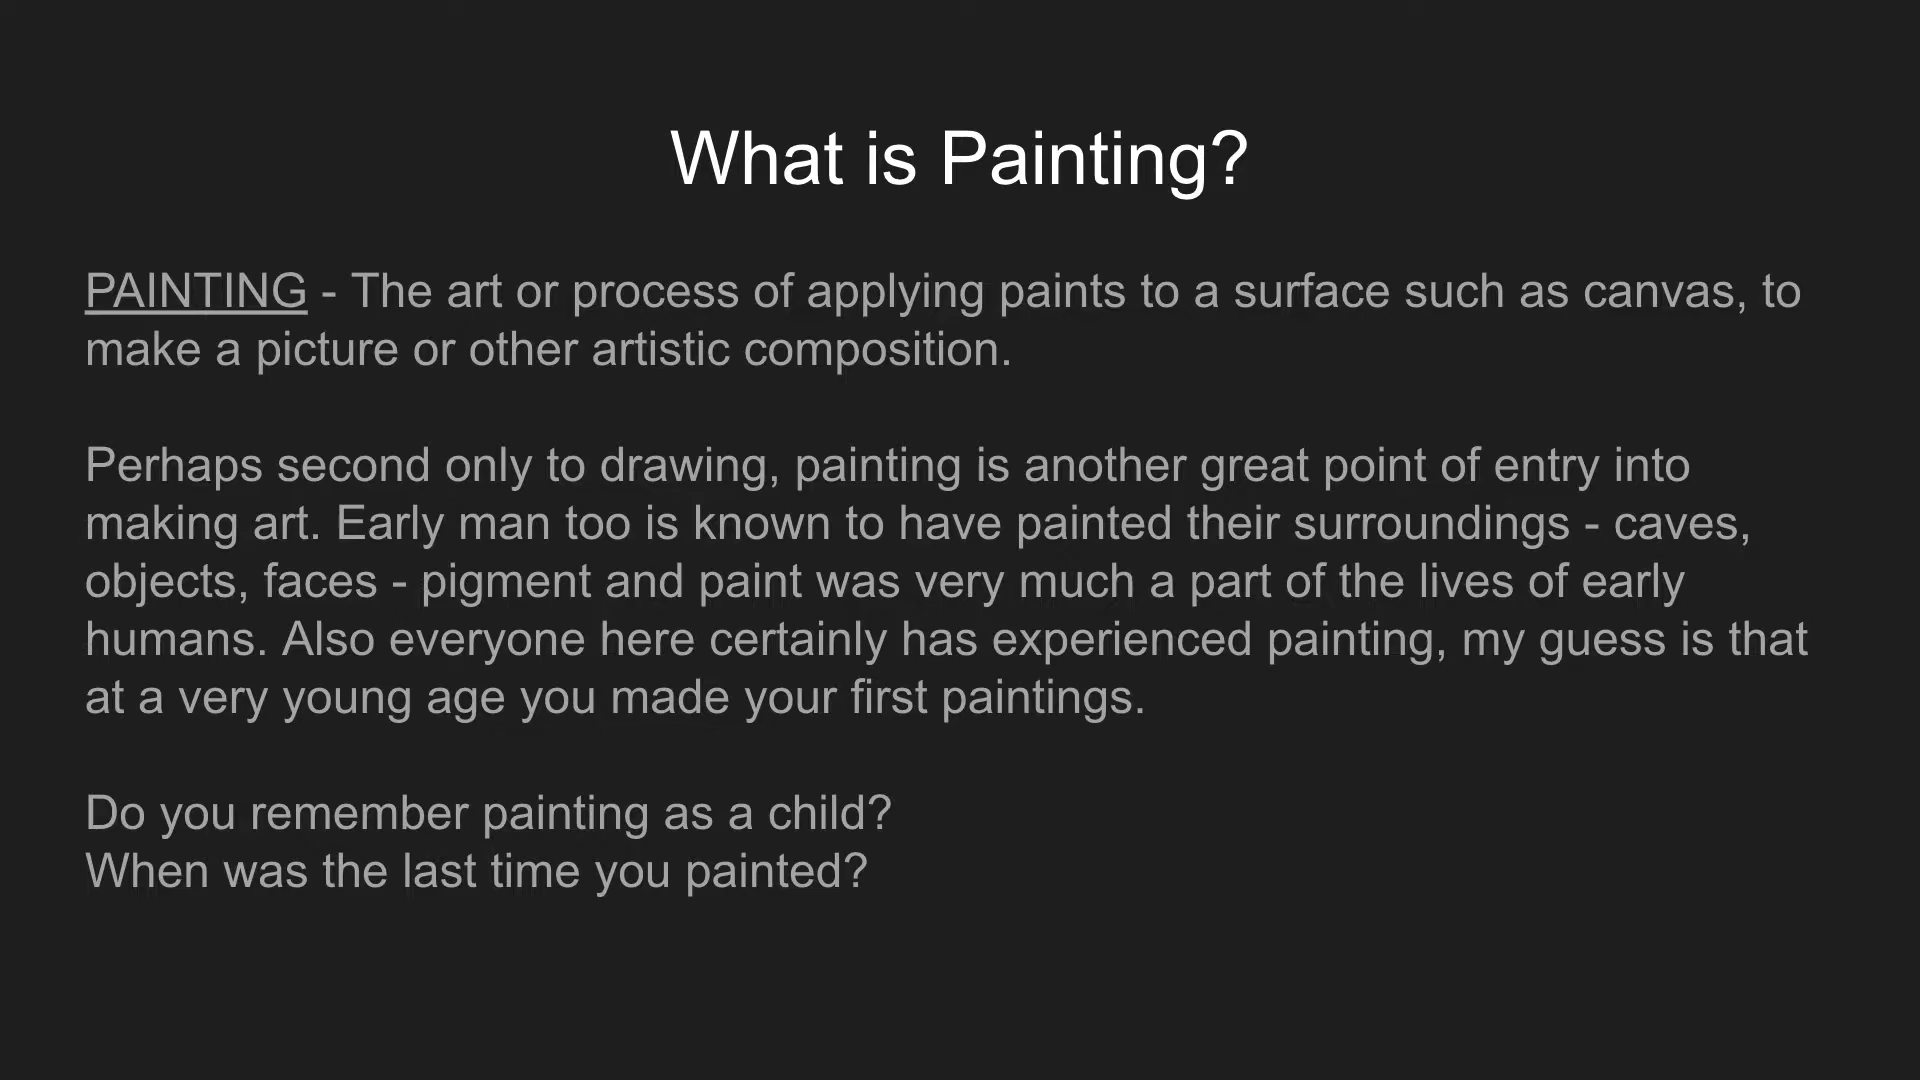 What is Painting?
PAINTING - The art or process of applying paints to a surface such as canvas, to
make a picture or other artistic composition.
Perhaps second only to drawing, painting is another great point of entry into
making art. Early man too is known to have painted their surroundings - caves,
objects, faces - pigment and paint was very much a part of the lives of early
humans. Also everyone here certainly has experienced painting, my guess is that
at a very young age you made your first paintings.
Do you remember painting as a child?
When was the last time you painted?